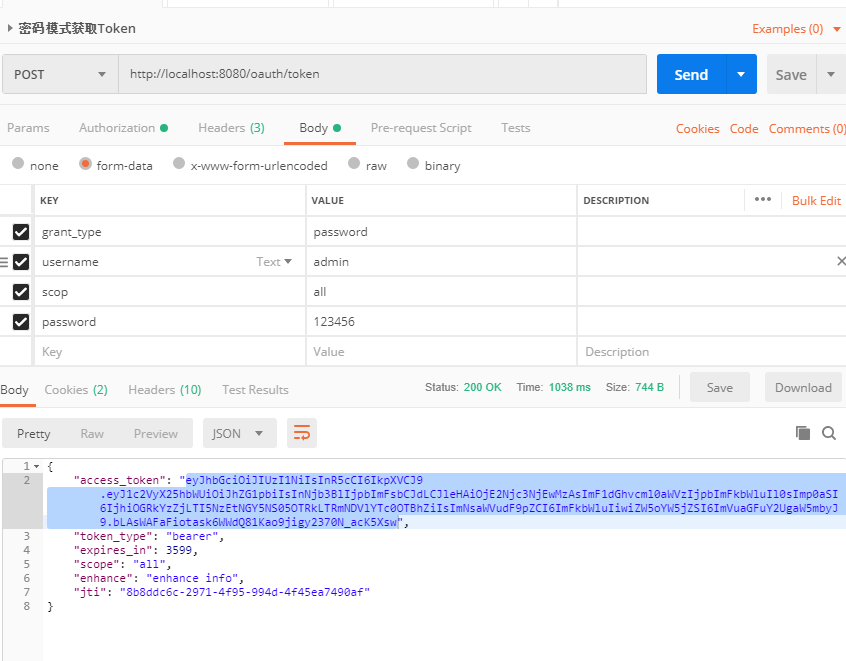 密码模式获取Token
Examples (0)
POST
http://localhost:8080/oauth/token
Send
Save
Params
Authorization
Headers (3)
Body
Pre-request Script
Tests
Cookies
Code
Comments (0)
none
form-data
x-www-form-urlencoded
raw
binary
KEY VALUE DESCRIPTION ••• Bulk Edit
grant_type password
username Text admin
scop all
password 123456
Key Value Description
Body Cookies (2) Headers (10) Test Results Status: 200 OK Time: 1038 ms Size: 744 B Save Download
Pretty Raw Preview JSON
1 {
2 "access_token": "eyJhbGciOiJIUzI1NiIsInR5cCI6IkpXVCJ9
.eyJ1c2VyX25hbWUiOiJhZG1pbiIsInNjb3BlIjpbImFsbCJdLCJleHAiOjE2Njc3NjEwMzAsImF1dGhvcml0aWVzIjpbImFkbWluIl0sImp0aSI
6IjhiOGRkYzZjLTI5NzEtNGY5NS05OTRkLTRmNDVlYTc0OTBhZiIsImNsaWVudF9pZCI6ImFkbWluIiwiZW5oYW5jZSI6ImVuaGFuY2UgaW5mbyJ
9.bLAsWAFaFiotask6WWdQ81Kao9jigy2370N_acK5Xsw",
3 "token_type": "bearer",
4 "expires_in": 3599,
5 "scope": "all",
6 "enhance": "enhance info",
7 "jti": "8b8ddc6c-2971-4f95-994d-4f45ea7490af"
8 }